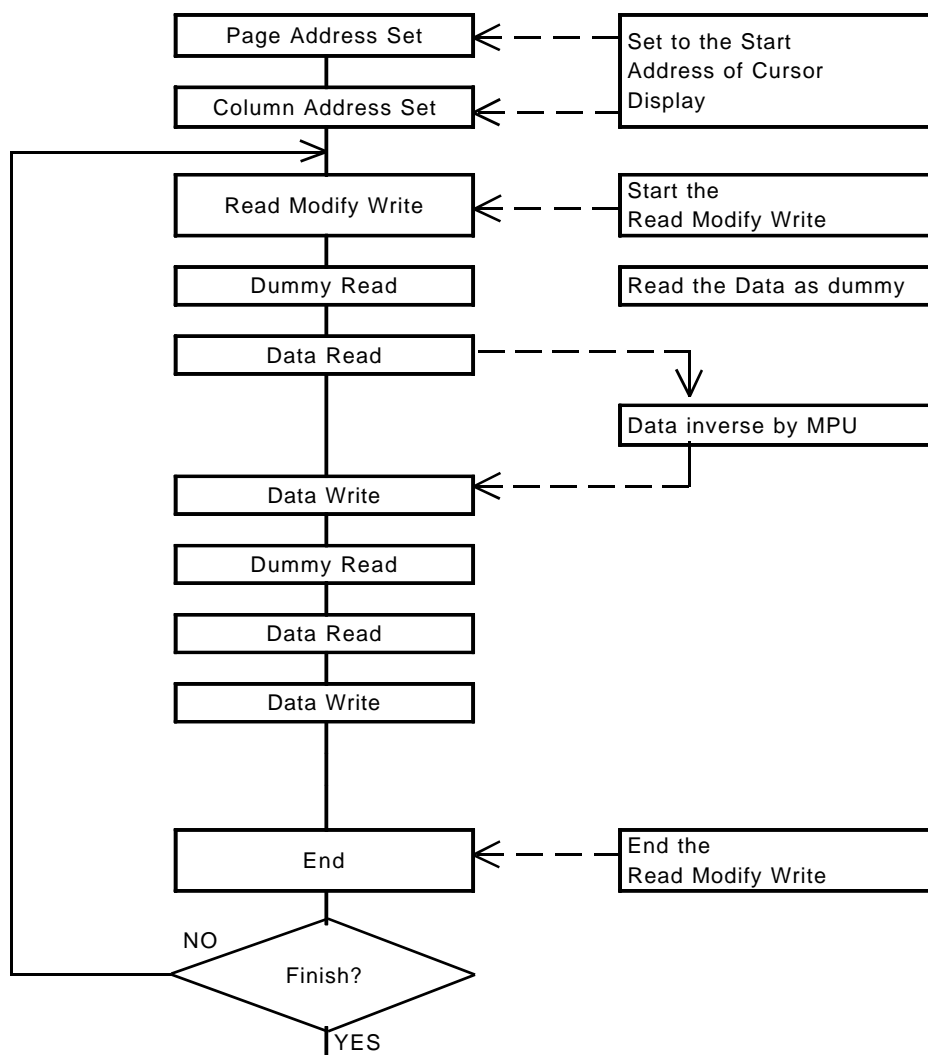 Page Address Set
Set to the Start
Address of Cursor
Display
Column Address Set
Read Modify Write
Start the
Read Modify Write
Dummy Read
Read the Data as dummy
Data Read
Data inverse by MPU
Data Write
Dummy Read
Data Read
Data Write
End
End the
Read Modify Write
NO
Finish?
YES